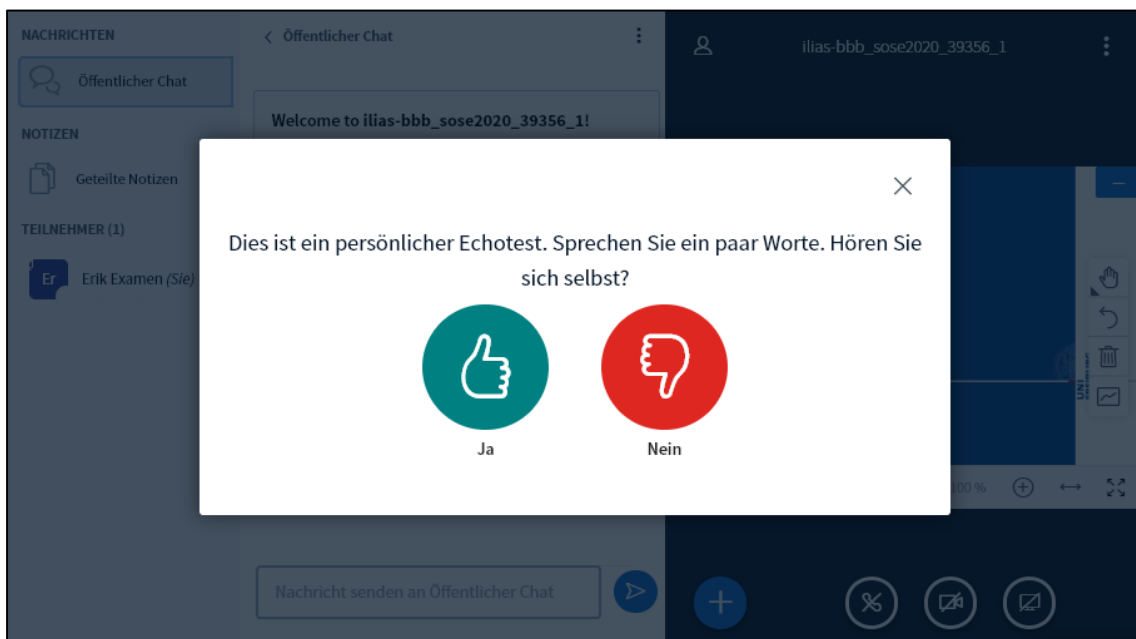 NACHRICHTEN
Öffentlicher Chat
NOTIZEN
Geteilte Notizen
TEILNEHMER (1)
Er
Erik Examen (Sie)
Öffentlicher Chat
Welcome to ilias-bbb_sose2020_39356_1!
Nachricht senden an Öffentlicher Chat
ilias-bbb_sose2020_39356_1
Dies ist ein persönlicher Echotest. Sprechen Sie ein paar Worte. Hören Sie
sich selbst?
Ja
Nein
UNI
100 %